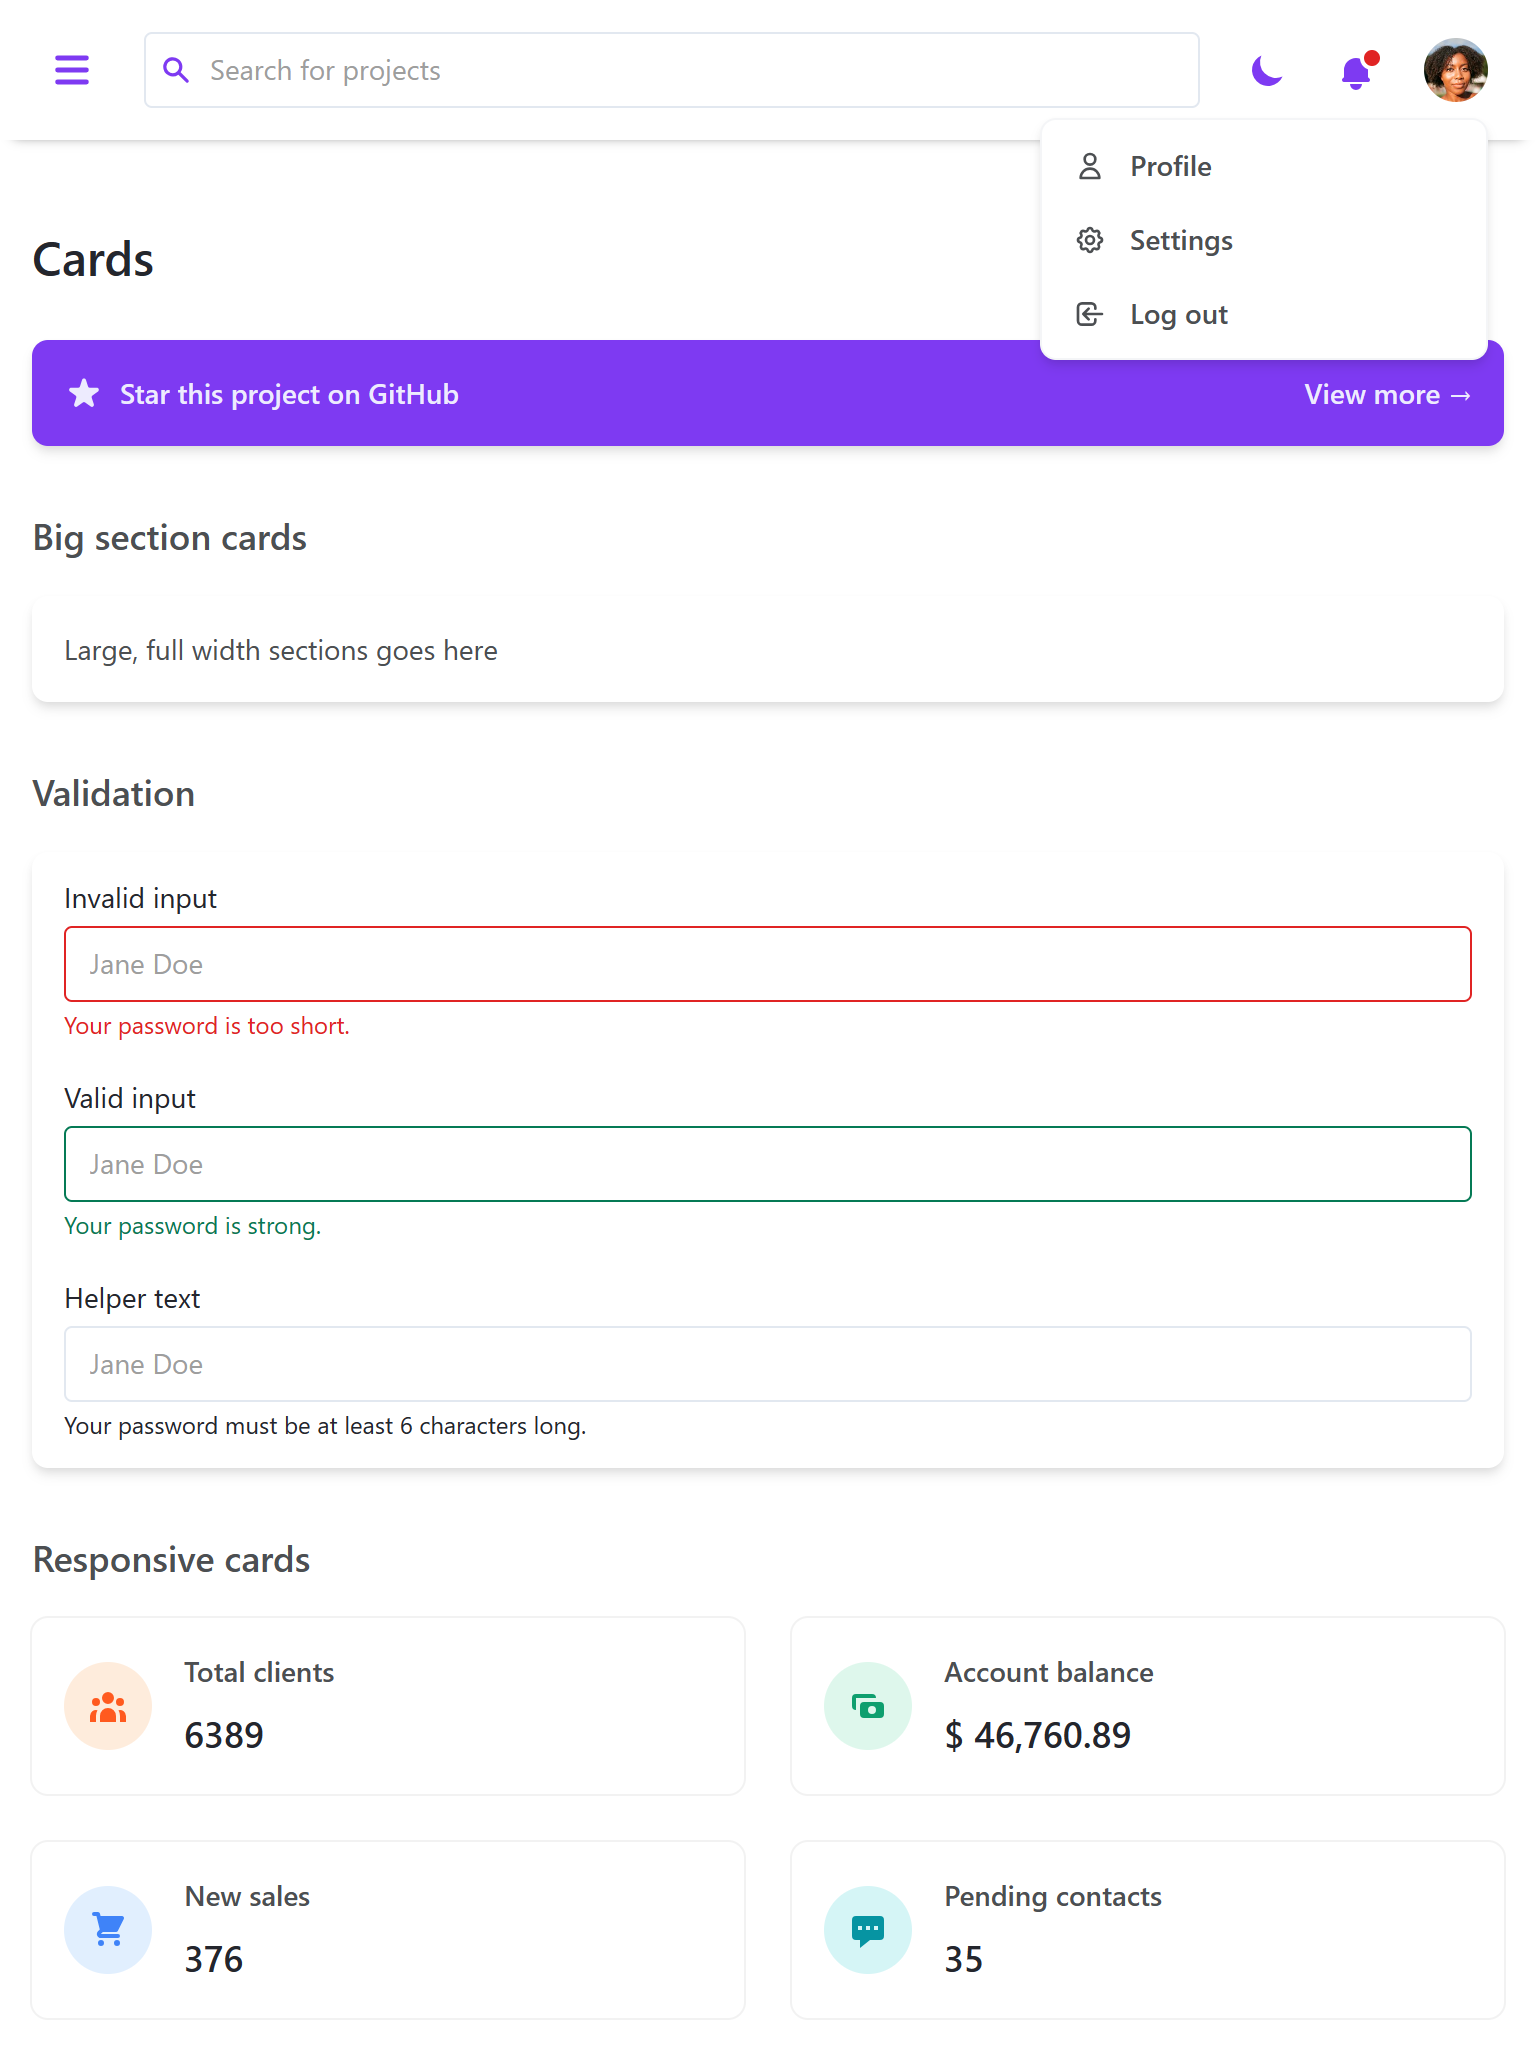 Search for projects
Profile
Settings
Log out
Cards
Star this project on GitHub
View more →
Big section cards
Large, full width sections goes here
Validation
Invalid input
Jane Doe
Your password is too short.
Valid input
Jane Doe
Your password is strong.
Helper text
Jane Doe
Your password must be at least 6 characters long.
Responsive cards
Total clients
6389
Account balance
$ 46,760.89
New sales
376
Pending contacts
35